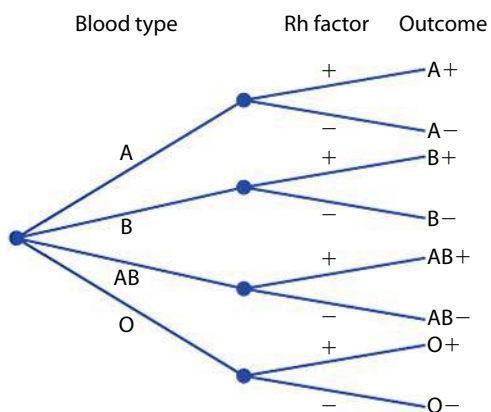 Blood type Rh factor Outcome
+ A+
A
− A−
+ B+
B
− B−
+ AB+
AB
− AB−
O
+ O+
− O−